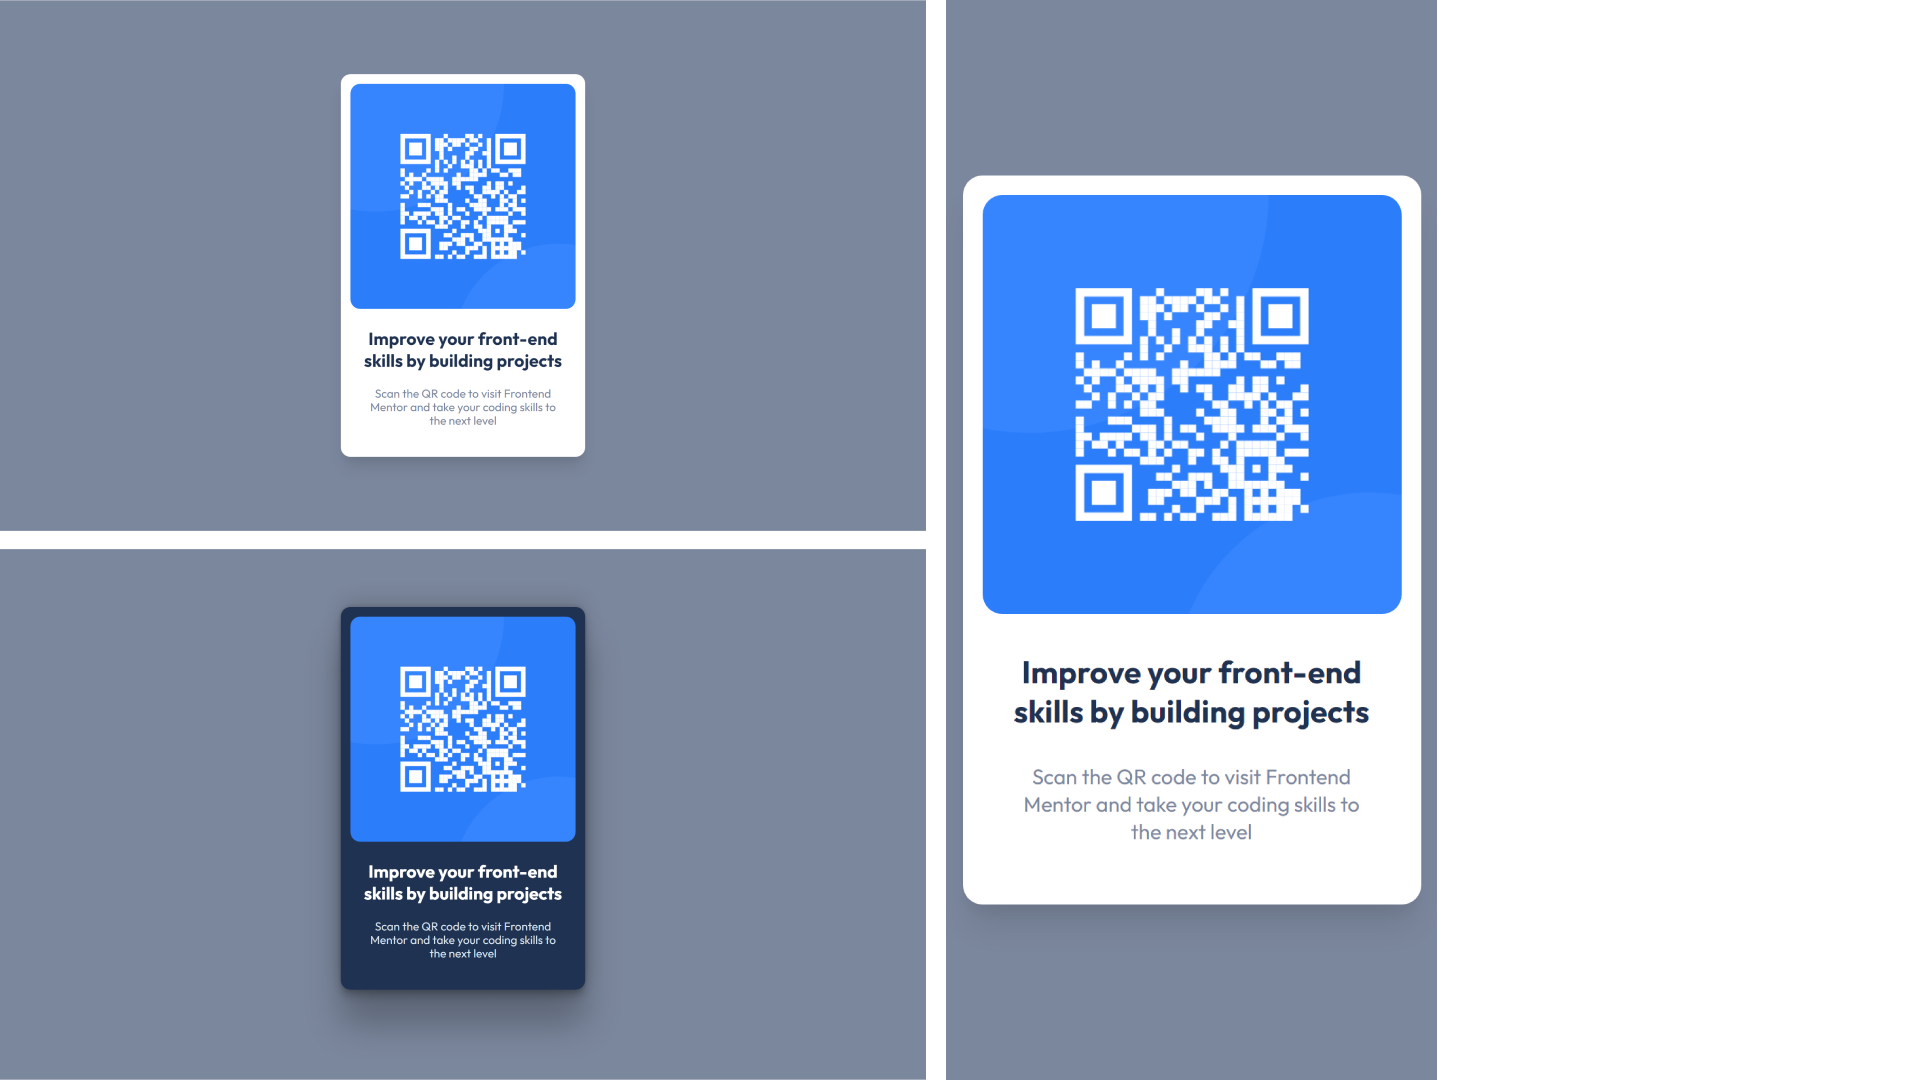 Improve your front-end
skills by building projects
Scan the QR code to visit Frontend
Mentor and take your coding skills to
the next level
Improve your front-end
skills by building projects
Scan the QR code to visit Frontend
Mentor and take your coding skills to
the next level
Improve your front-end
skills by building projects
Scan the QR code to visit Frontend
Mentor and take your coding skills to
the next level